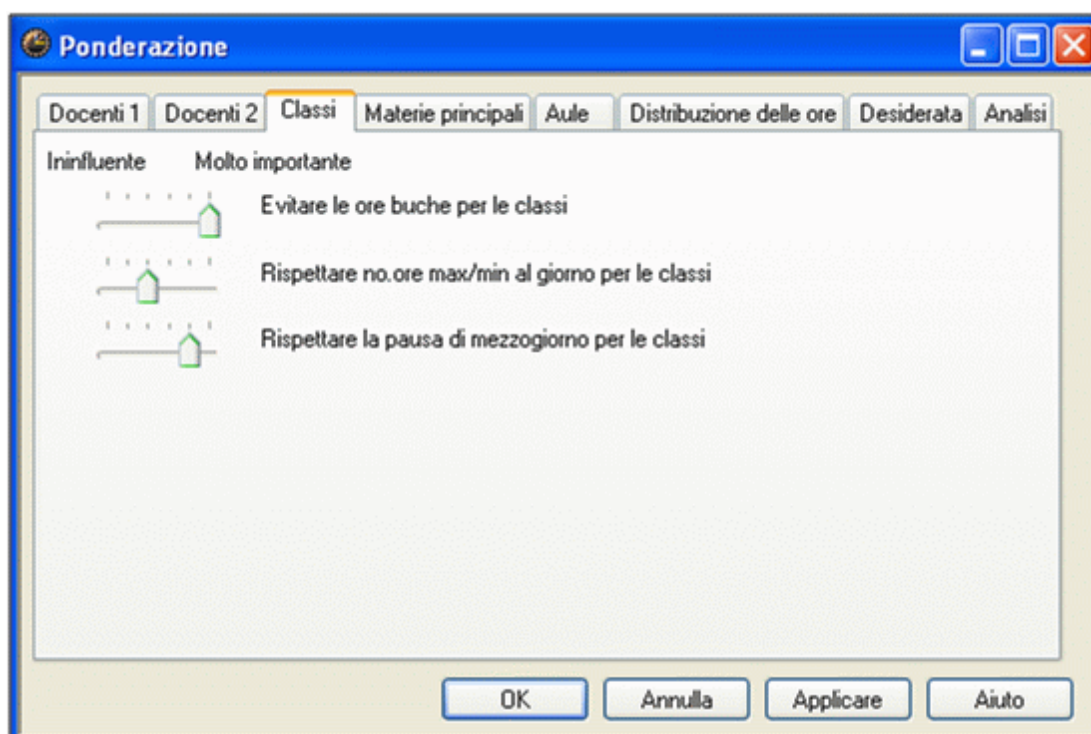 Ponderazione
Docenti 1 Docenti 2 Classi Materie principali Aule Distribuzione delle ore Desiderata Analisi
Ininfluente Molto importante
Evitare le ore buche per le classi
Rispettare no.ore max/min al giorno per le classi
Rispettare la pausa di mezzogiorno per le classi
OK Annulla Applicare Aiuto